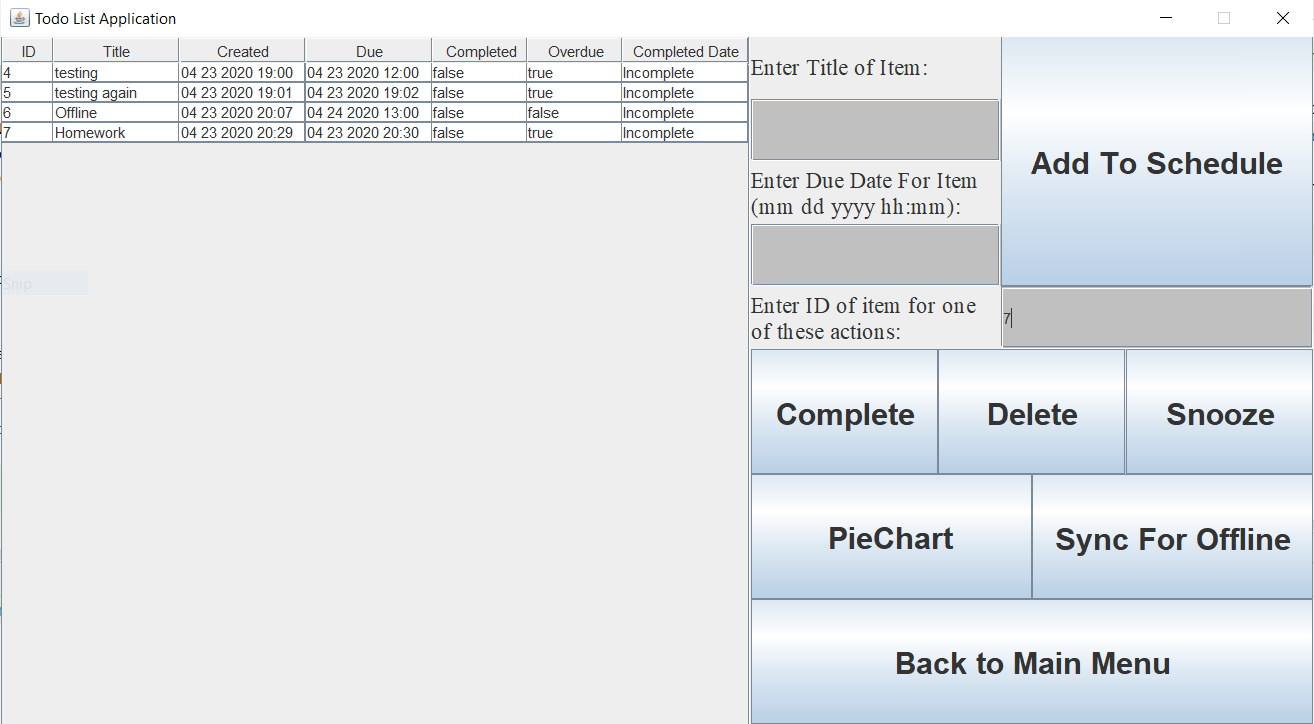 Todo List Application
ID Title Created Due Completed Overdue Completed Date
4 testing 04 23 2020 19:00 04 23 2020 12:00 false true Incomplete
5 testing again 04 23 2020 19:01 04 23 2020 19:02 false true Incomplete
6 Offline 04 23 2020 20:07 04 24 2020 13:00 false false Incomplete
7 Homework 04 23 2020 20:29 04 23 2020 20:30 false true Incomplete
Snip
Enter Title of Item:
Add To Schedule
Enter Due Date For Item
(mm dd yyyy hh:mm):
Enter ID of item for one
of these actions:
7
Complete Delete Snooze
PieChart Sync For Offline
Back to Main Menu